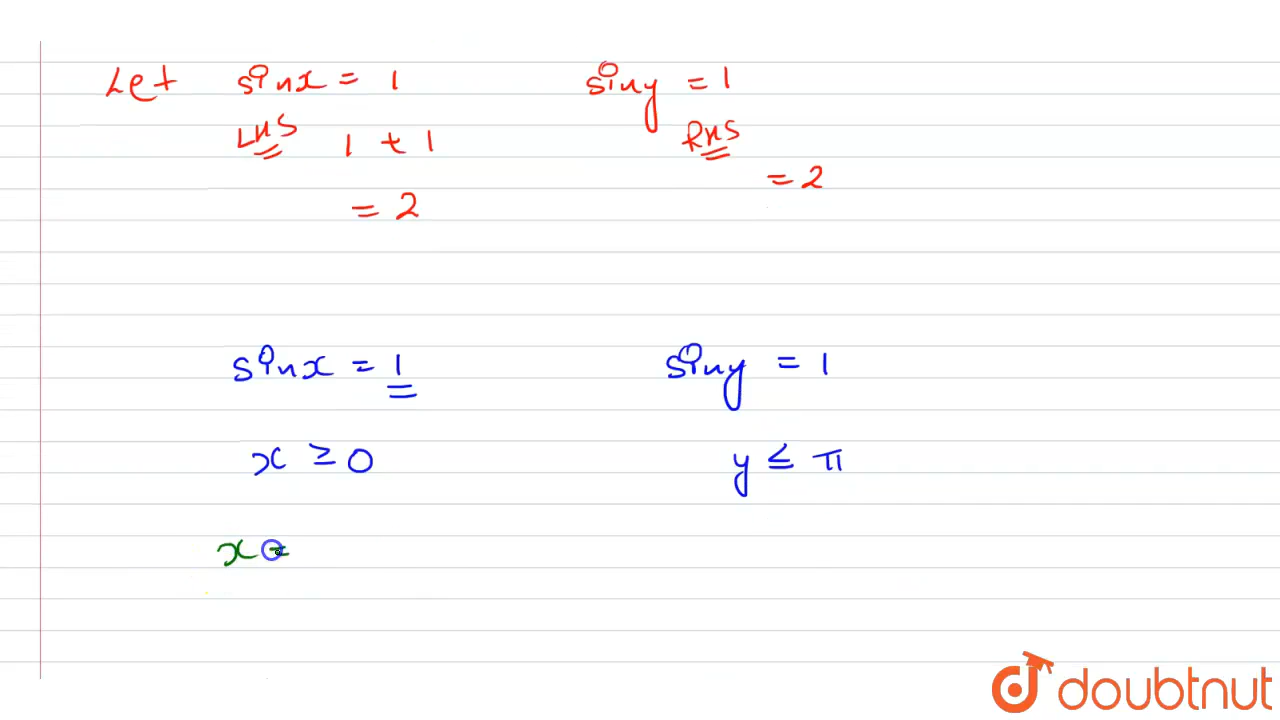 Let sinx = 1 siny = 1
LHS 1 + 1 RHS
= 2 = 2
sinx = 1 siny = 1
x ≥ 0 y ≤ π
x =
doubtnut